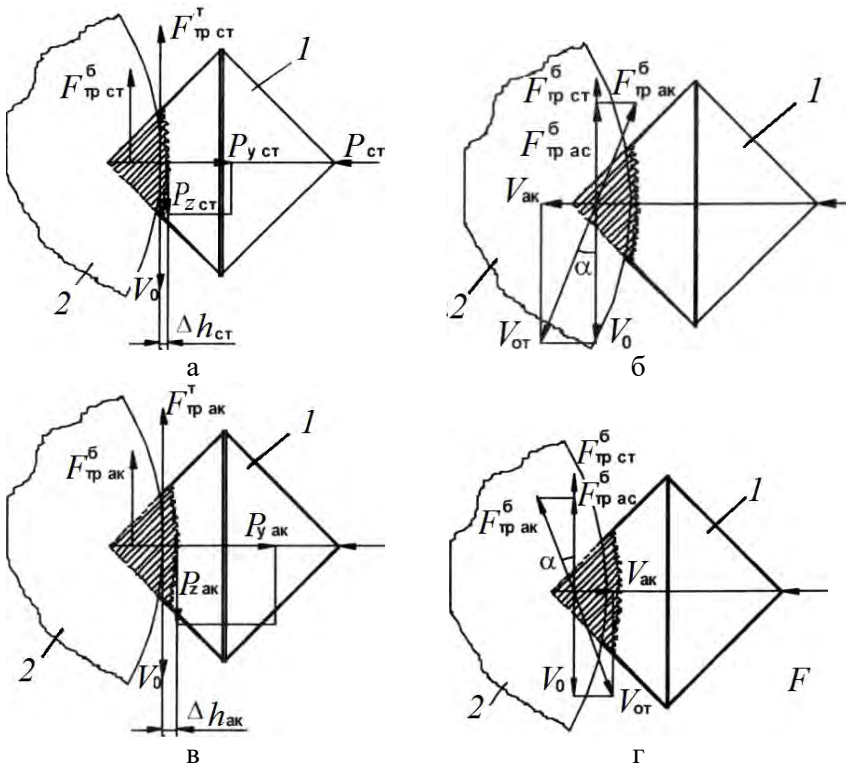 F^т_тр ст
1
F^б_тр ст
P_у ст
P_ст
P_z ст
V_0
2
Δh_ст
а
F^б_тр ст
F^б_тр ак
1
F^б_тр ас
V_ак
α
2
V_от
V_0
б
F^т_тр ак
1
F^б_тр ак
P_у ак
P_z ак
2
V_0
Δh_ак
в
F^б_тр ст
F^б_тр ас
1
F^б_тр ак
α
V_ак
V_0
V_от
F
2
г